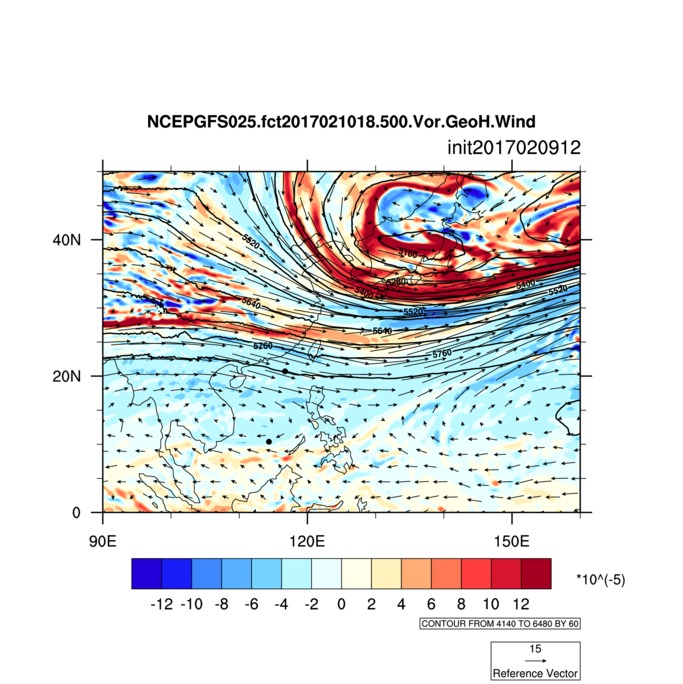 NCEPGFS025.fct2017021018.500.Vor.GeoH.Wind
init2017020912
40N
20N
0
90E 120E 150E
5520
5640
5760
5160
5280
5400
5520
5640
5760
5400
5520
-12 -10 -8 -6 -4 -2 0 2 4 6 8 10 12
*10^(-5)
CONTOUR FROM 4140 TO 6480 BY 60
15
Reference Vector